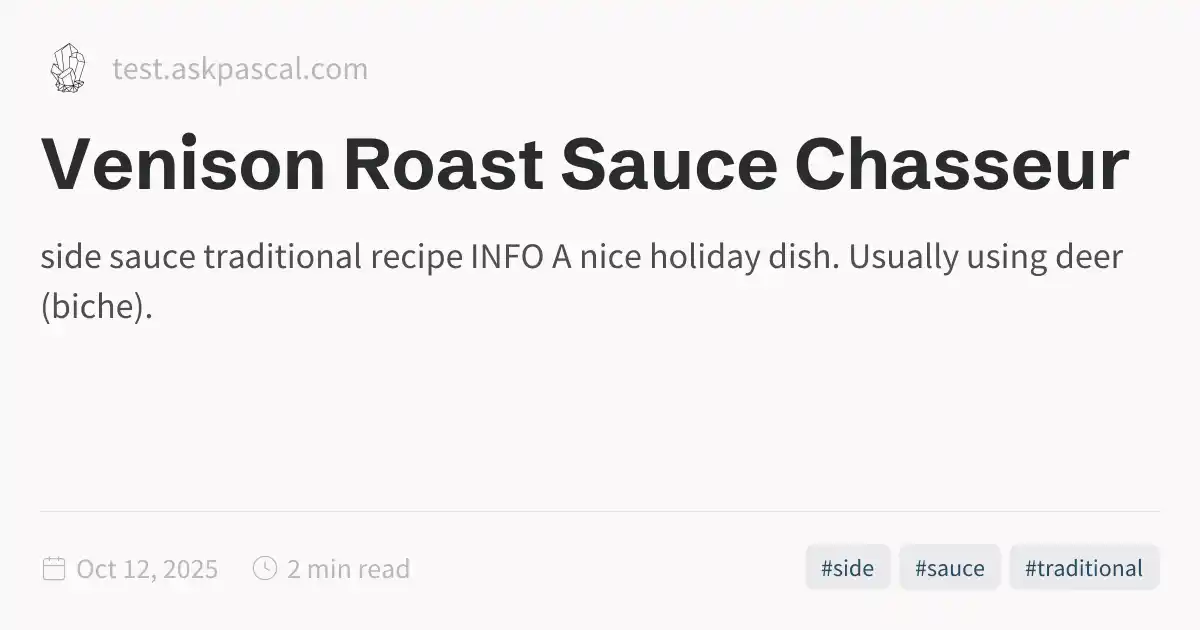 test.askpascal.com
Venison Roast Sauce Chasseur
side sauce traditional recipe INFO A nice holiday dish. Usually using deer
(biche).
Oct 12, 2025 2 min read #side #sauce #traditional